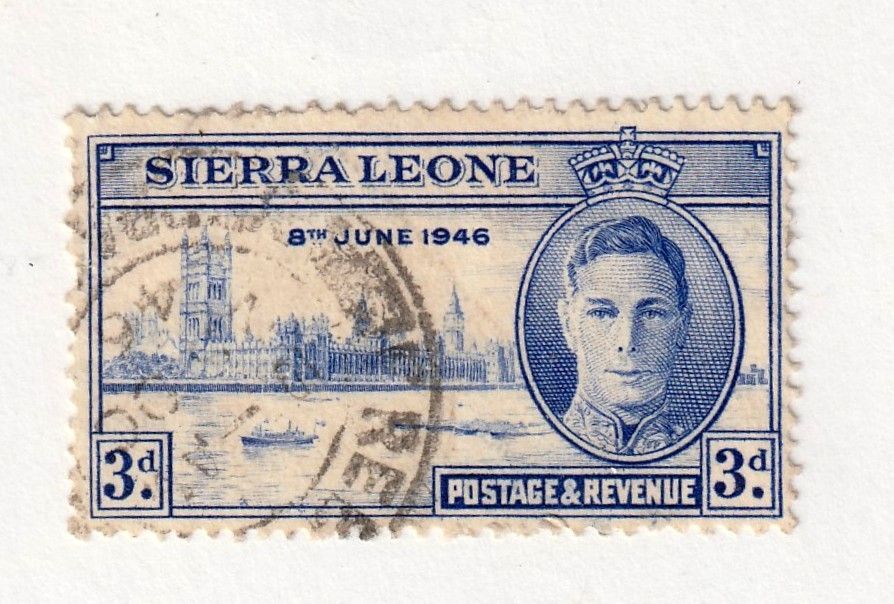 SIERRA LEONE
8TH JUNE 1946
3d.
POSTAGE & REVENUE
3d.